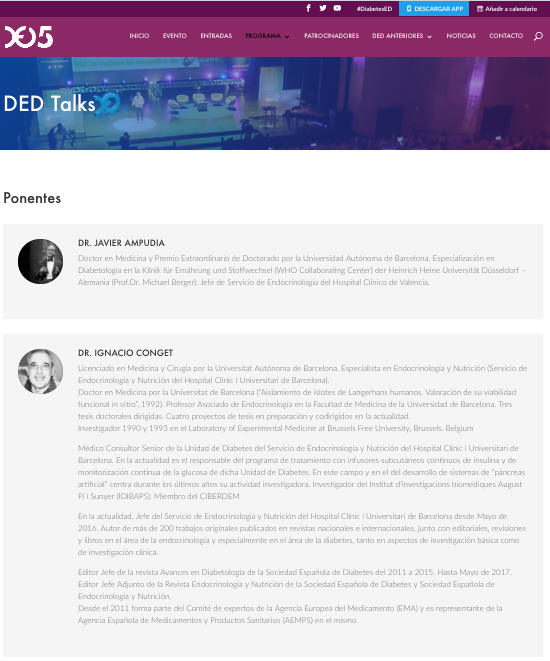 #DiabetesED
DESCARGAR APP
Añadir a calendario
INICIO
EVENTO
ENTRADAS
PROGRAMA
PATROCINADORES
DED ANTERIORES
NOTICIAS
CONTACTO
DED Talks
Ponentes
DR. JAVIER AMPUDIA
Doctor en Medicina y Premio Extraordinario de Doctorado por la Universidad Autónoma de Barcelona. Especialización en
Diabetología en la Klinik für Ernährung und Stoffwechsel (WHO Collaborating Center) der Heinrich Heine Universität Düsseldorf –
Alemania (Prof.Dr. Michael Berger). Jefe de Servicio de Endocrinología del Hospital Clínico de Valencia.
DR. IGNACIO CONGET
Licenciado en Medicina y Cirugía por la Universitat Autónoma de Barcelona. Especialista en Endocrinología y Nutrición (Servicio de
Endocrinología y Nutrición del Hospital Clínic i Universitari de Barcelona).
Doctor en Medicina por la Universitat de Barcelona ("Aislamiento de islotes de Langerhans humanos. Valoración de su viabilidad
funcional in vitro", 1992). Profesor Asociado de Endocrinología en la Facultad de Medicina de la Universidad de Barcelona. Tres
tesis doctorales dirigidas. Cuatro proyectos de tesis en preparación y codirigidos en la actualidad.
Investigador 1990 y 1993 en el Laboratory of Experimental Medicine at Brussels Free University, Brussels. Belgium
Médico Consultor Senior de la Unidad de Diabetes del Servicio de Endocrinología y Nutrición del Hospital Clínic i Universitari de
Barcelona. En la actualidad es el responsable del programa de tratamiento con infusores subcutáneos continuos de insulina y de
monitorización continua de la glucosa de dicha Unidad de Diabetes. En este campo y en el del desarrollo de sistemas de "páncreas
artificial" centra durante los últimos años su actividad investigadora. Investigador del Institut d'investigacions biomediques August
Pi i Sunyer (IDIBAPS). Miembro del CIBERDEM
En la actualidad, Jefe del Servicio de Endocrinología y Nutrición del Hospital Clínic i Universitari de Barcelona desde Mayo de
2016. Autor de más de 200 trabajos originales publicados en revistas nacionales e internacionales, junto con editoriales, revisiones
y libros en el área de la endocrinología y especialmente en el área de la diabetes, tanto en aspectos de investigación básica como
de investigación clínica.
Editor Jefe de la revista Avances en Diabetología de la Sociedad Española de Diabetes del 2011 a 2015. Hasta Mayo de 2017,
Editor Jefe Adjunto de la Revista Endocrinología y Nutrición de la Sociedad Española de Diabetes y Sociedad Española de
Endocrinología y Nutrición.
Desde el 2011 forma parte del Comité de expertos de la Agencia Europea del Medicamento (EMA) y es representante de la
Agencia Española de Medicamentos y Productos Sanitarios (AEMPS) en el mismo.